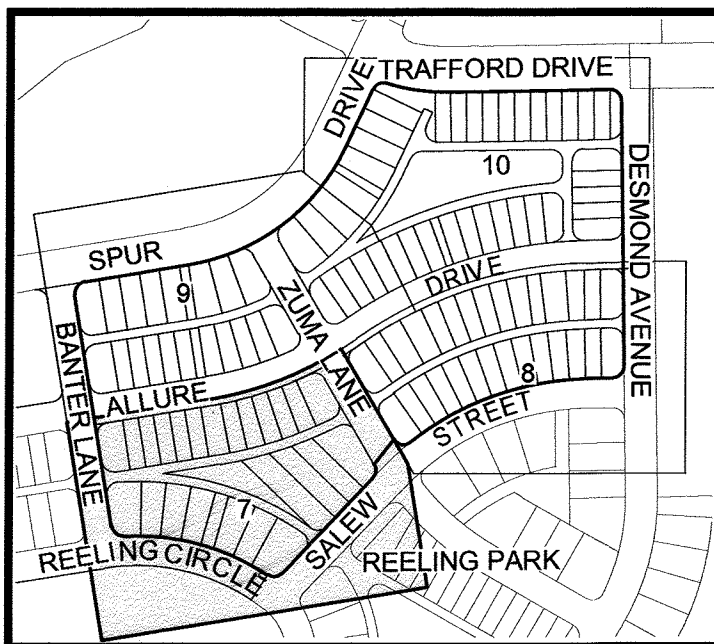 TRAFFORD DRIVE
DRIVE
10
DESMOND AVENUE
SPUR
9
ZUMA LANE
DRIVE
BANTER LANE
ALLURE
8
STREET
7
SALEW
REELING CIRCLE
REELING PARK